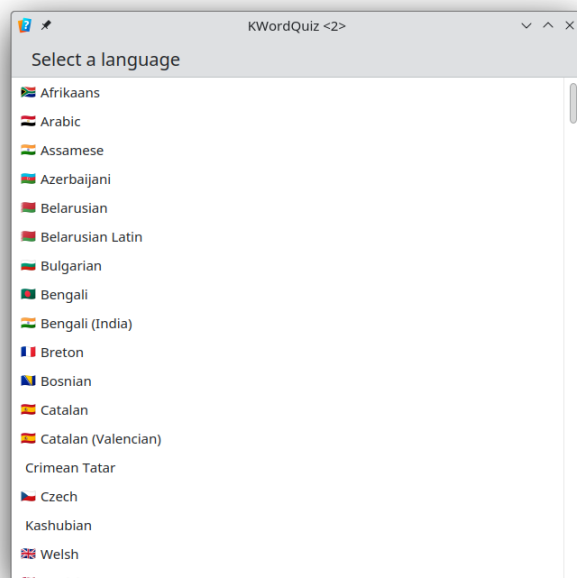 KWordQuiz <2>
Select a language
Afrikaans
Arabic
Assamese
Azerbaijani
Belarusian
Belarusian Latin
Bulgarian
Bengali
Bengali (India)
Breton
Bosnian
Catalan
Catalan (Valencian)
Crimean Tatar
Czech
Kashubian
Welsh